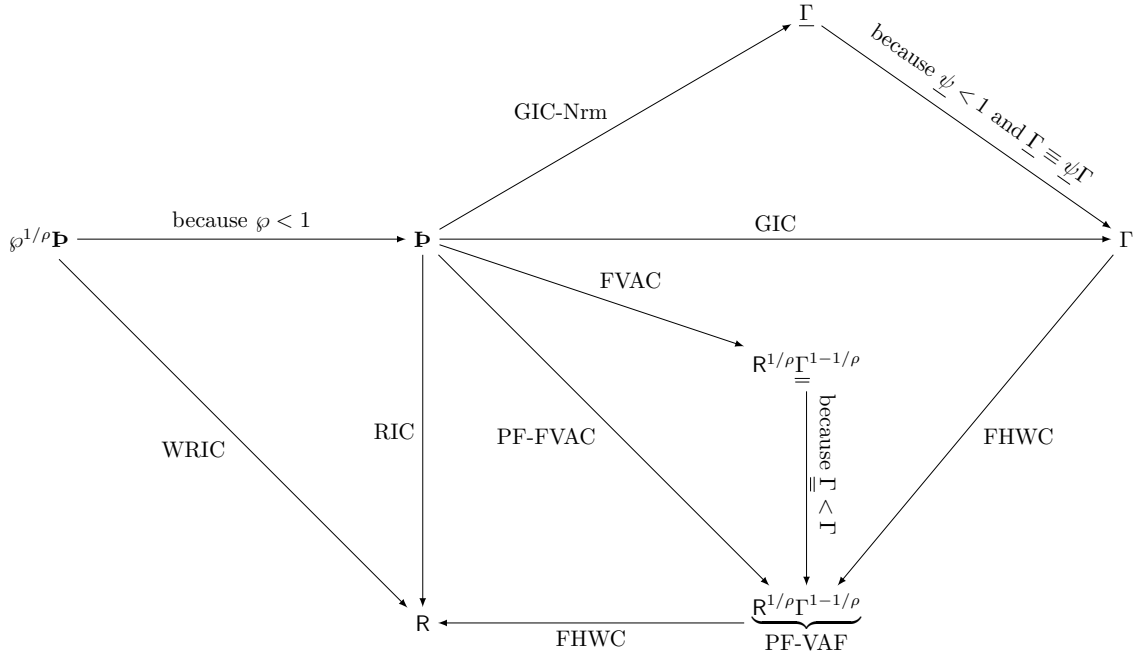 Γ̲
because ψ̲ < 1 and Γ̲ ≡ ψ̲Γ
GIC-Nrm
℘^{1/ρ}Þ
because ℘ < 1
Þ
GIC
Γ
FVAC
R^{1/ρ}Γ̳^{1−1/ρ}
because Γ̳ < Γ
WRIC
RIC
PF-FVAC
FHWC
R
FHWC
R^{1/ρ}Γ^{1−1/ρ}
PF-VAF